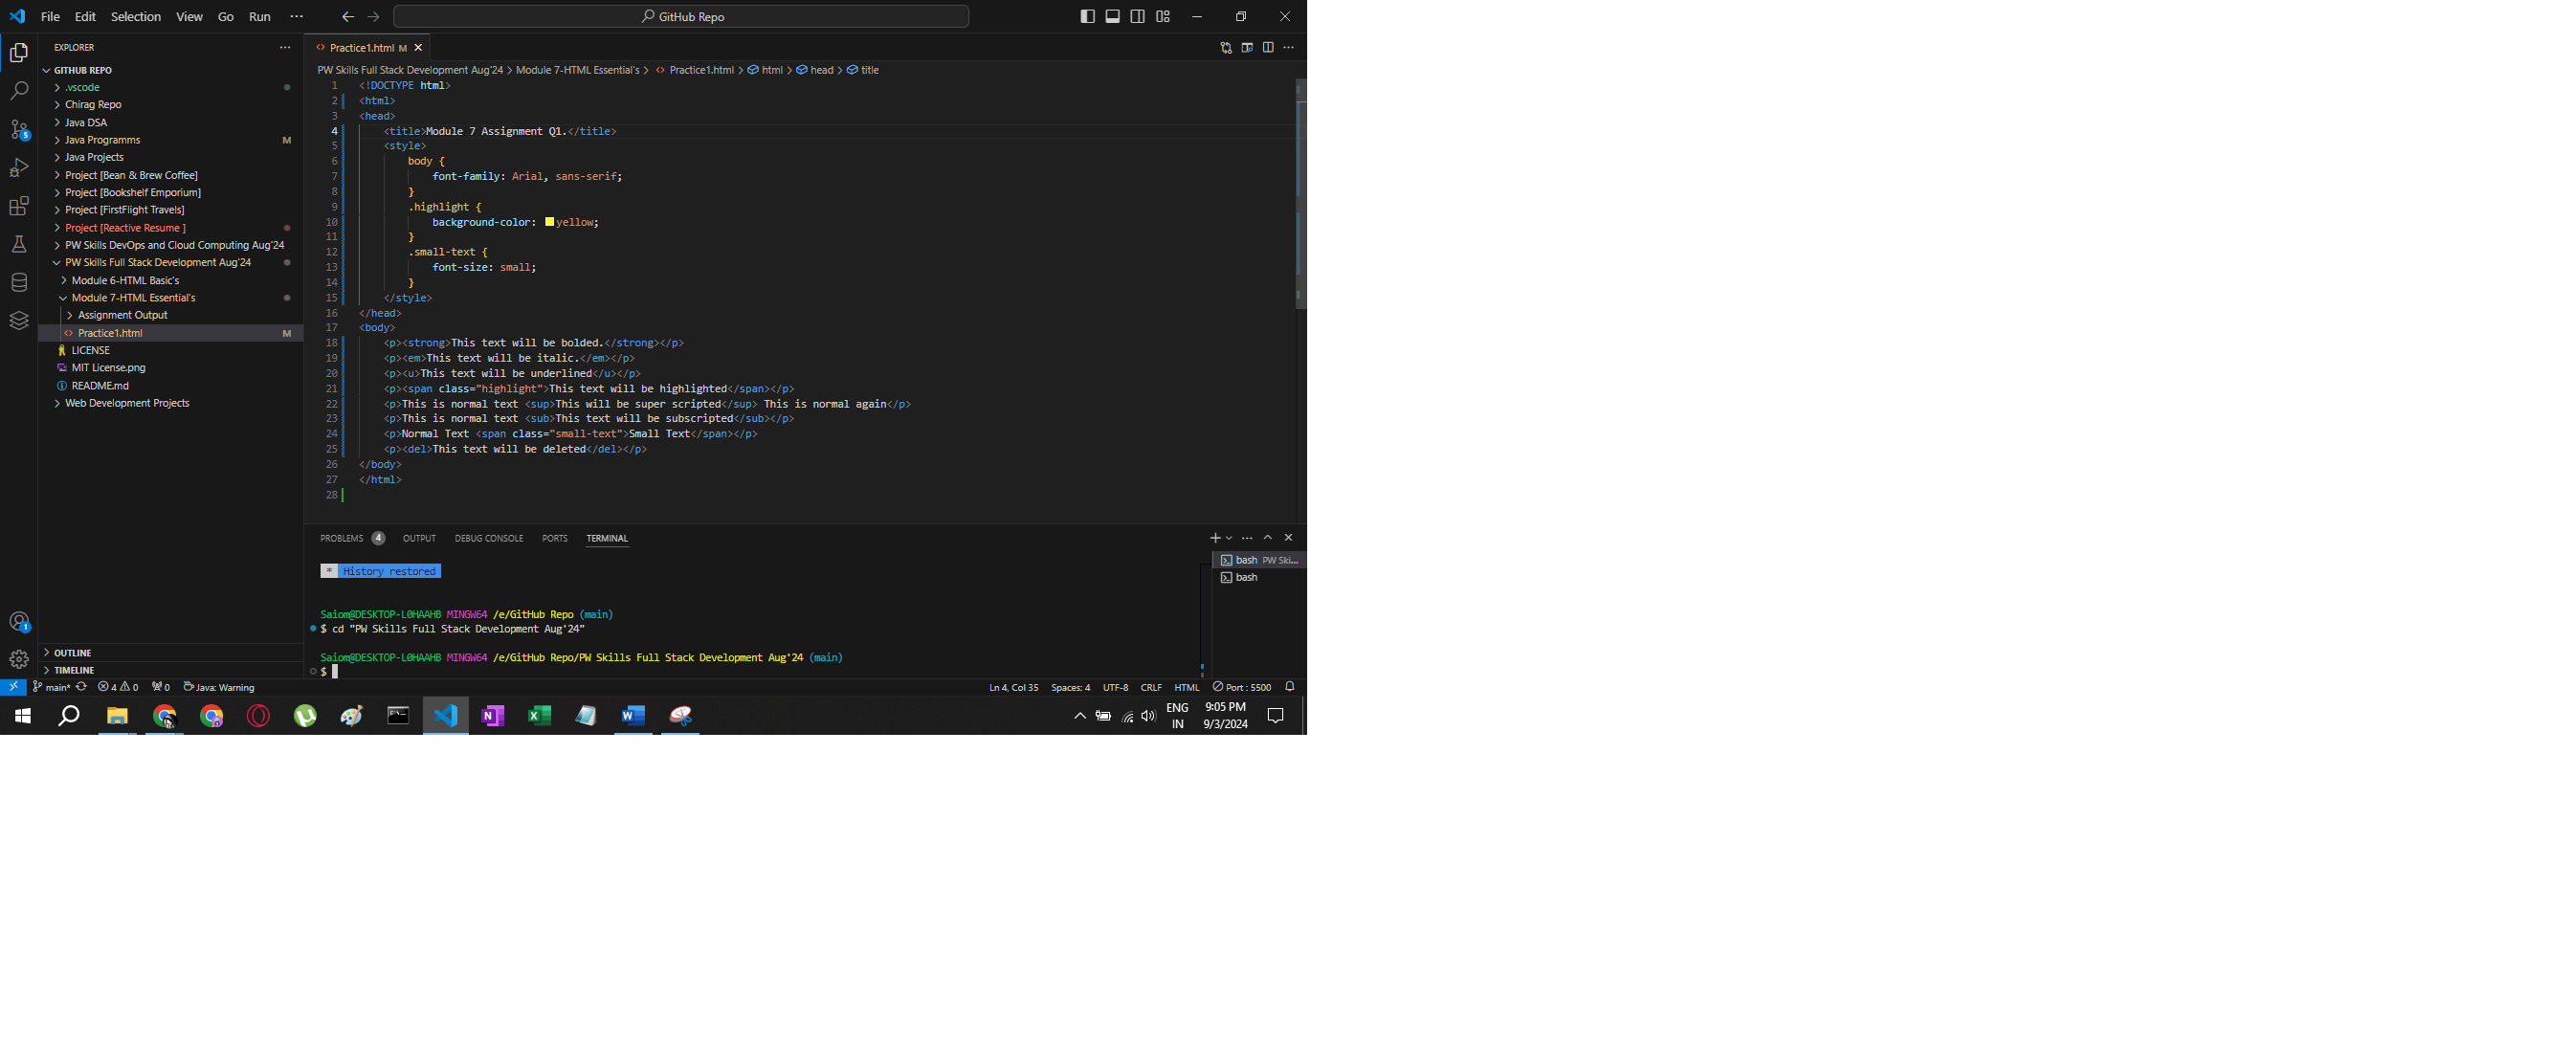 File Edit Selection View Go Run ···
GitHub Repo
EXPLORER
GITHUB REPO
.vscode
Chirag Repo
Java DSA
Java Programms M
Java Projects
Project [Bean & Brew Coffee]
Project [Bookshelf Emporium]
Project [FirstFlight Travels]
Project [Reactive Resume ]
PW Skills DevOps and Cloud Computing Aug'24
PW Skills Full Stack Development Aug'24
Module 6-HTML Basic's
Module 7-HTML Essential's
Assignment Output
Practice1.html M
LICENSE
MIT License.png
README.md
Web Development Projects
OUTLINE
TIMELINE
5
1
Practice1.html M
PW Skills Full Stack Development Aug'24 > Module 7-HTML Essential's > Practice1.html > html > head > title
1 <!DOCTYPE html>
2 <html>
3 <head>
4 <title>Module 7 Assignment Q1.</title>
5 <style>
6 body {
7 font-family: Arial, sans-serif;
8 }
9 .highlight {
10 background-color: yellow;
11 }
12 .small-text {
13 font-size: small;
14 }
15 </style>
16 </head>
17 <body>
18 <p><strong>This text will be bolded.</strong></p>
19 <p><em>This text will be italic.</em></p>
20 <p><u>This text will be underlined</u></p>
21 <p><span class="highlight">This text will be highlighted</span></p>
22 <p>This is normal text <sup>This will be super scripted</sup> This is normal again</p>
23 <p>This is normal text <sub>This text will be subscripted</sub></p>
24 <p>Normal Text <span class="small-text">Small Text</span></p>
25 <p><del>This text will be deleted</del></p>
26 </body>
27 </html>
28
PROBLEMS 4 OUTPUT DEBUG CONSOLE PORTS TERMINAL
* History restored
Saiom@DESKTOP-L0HAAHB MINGW64 /e/GitHub Repo (main)
$ cd "PW Skills Full Stack Development Aug'24"
Saiom@DESKTOP-L0HAAHB MINGW64 /e/GitHub Repo/PW Skills Full Stack Development Aug'24 (main)
$
bash PW Ski...
bash
main* 4 0 0 Java: Warning
Ln 4, Col 35 Spaces: 4 UTF-8 CRLF HTML Port : 5500
ENG
IN
9:05 PM
9/3/2024